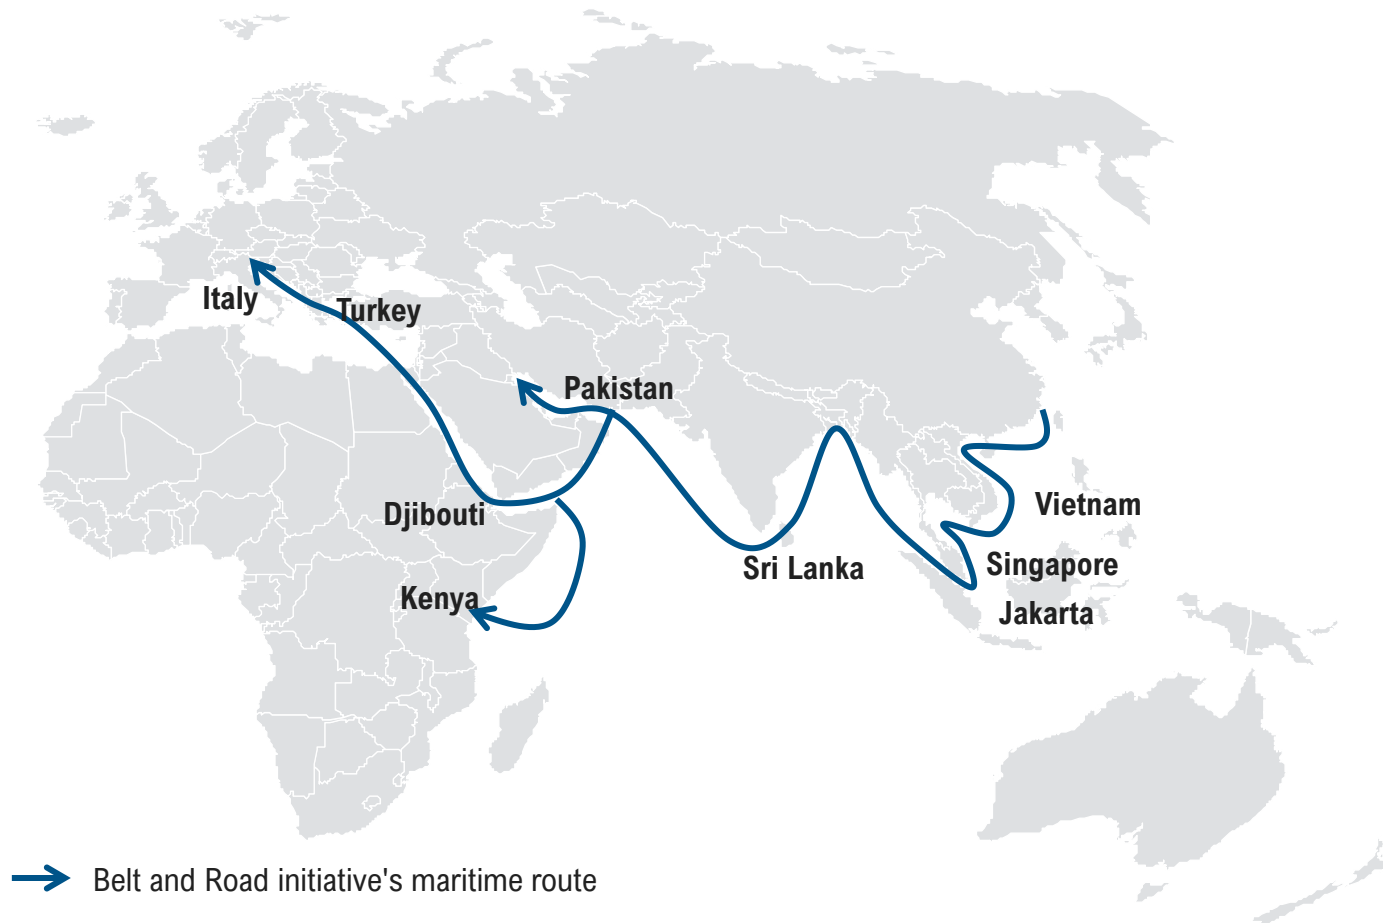 Italy
Turkey
Pakistan
Djibouti
Vietnam
Sri Lanka
Singapore
Kenya
Jakarta
Belt and Road initiative's maritime route